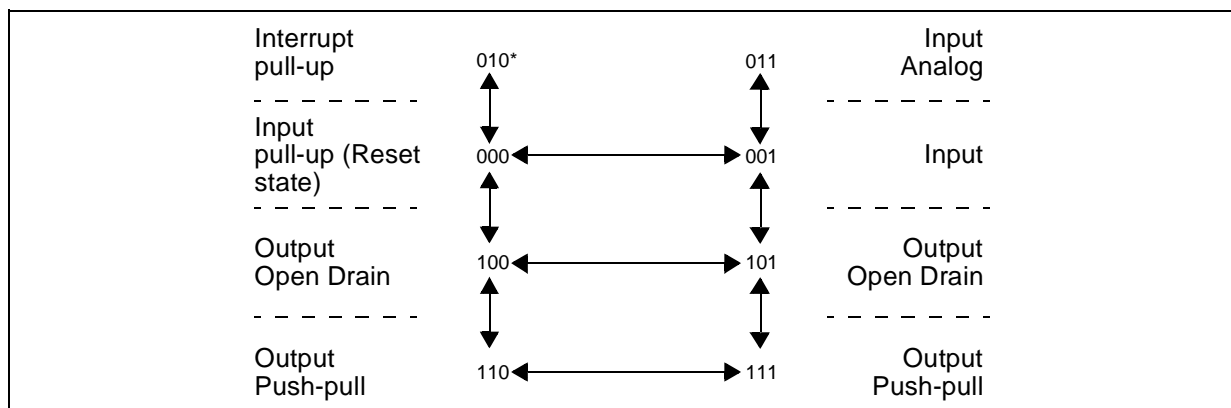 Interrupt
pull-up
010*
011
Input
Analog
Input
pull-up (Reset
state)
000
001
Input
Output
Open Drain
100
101
Output
Open Drain
Output
Push-pull
110
111
Output
Push-pull